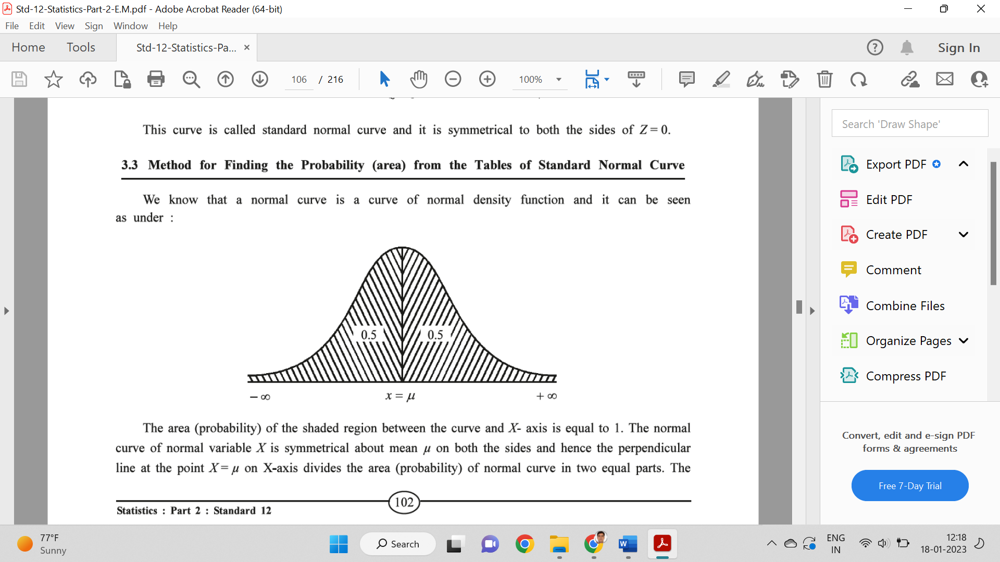 Std-12-Statistics-Part-2-E.M.pdf - Adobe Acrobat Reader (64-bit)
File Edit View Sign Window Help
Home Tools Std-12-Statistics-Pa... × Sign In
106 / 216 100%
This curve is called standard normal curve and it is symmetrical to both the sides of Z = 0.
3.3 Method for Finding the Probability (area) from the Tables of Standard Normal Curve
We know that a normal curve is a curve of normal density function and it can be seen
as under :
0.5 0.5
− ∞ x = μ + ∞
The area (probability) of the shaded region between the curve and X- axis is equal to 1. The normal
curve of normal variable X is symmetrical about mean μ on both the sides and hence the perpendicular
line at the point X = μ on X-axis divides the area (probability) of normal curve in two equal parts. The
102
Statistics : Part 2 : Standard 12
Search 'Draw Shape'
Export PDF
Edit PDF
Create PDF
Comment
Combine Files
Organize Pages
Compress PDF
Convert, edit and e-sign PDF
forms & agreements
Free 7-Day Trial
77°F
Sunny
Search
W
ENG
IN
12:18
18-01-2023